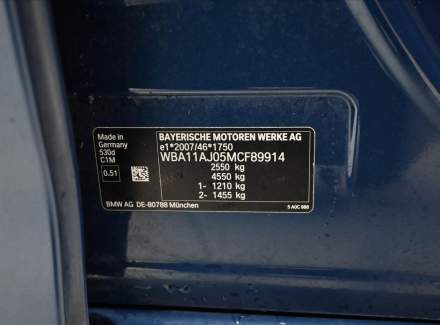 Made in
Germany
530d
C1M
0.51
BAYERISCHE MOTOREN WERKE AG
e1*2007/46*1750
WBA11AJ05MCF89914
2550 kg
4550 kg
1- 1210 kg
2- 1455 kg
BMW AG DE-80788 München